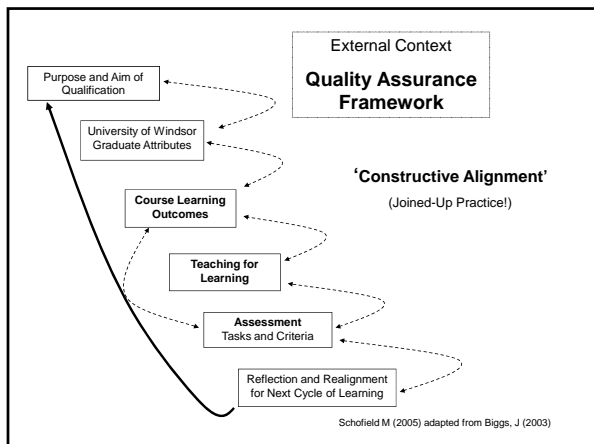 External Context
Quality Assurance
Framework
Purpose and Aim of
Qualification
University of Windsor
Graduate Attributes
‘Constructive Alignment’
(Joined-Up Practice!)
Course Learning
Outcomes
Teaching for
Learning
Assessment
Tasks and Criteria
Reflection and Realignment
for Next Cycle of Learning
Schofield M (2005) adapted from Biggs, J (2003)